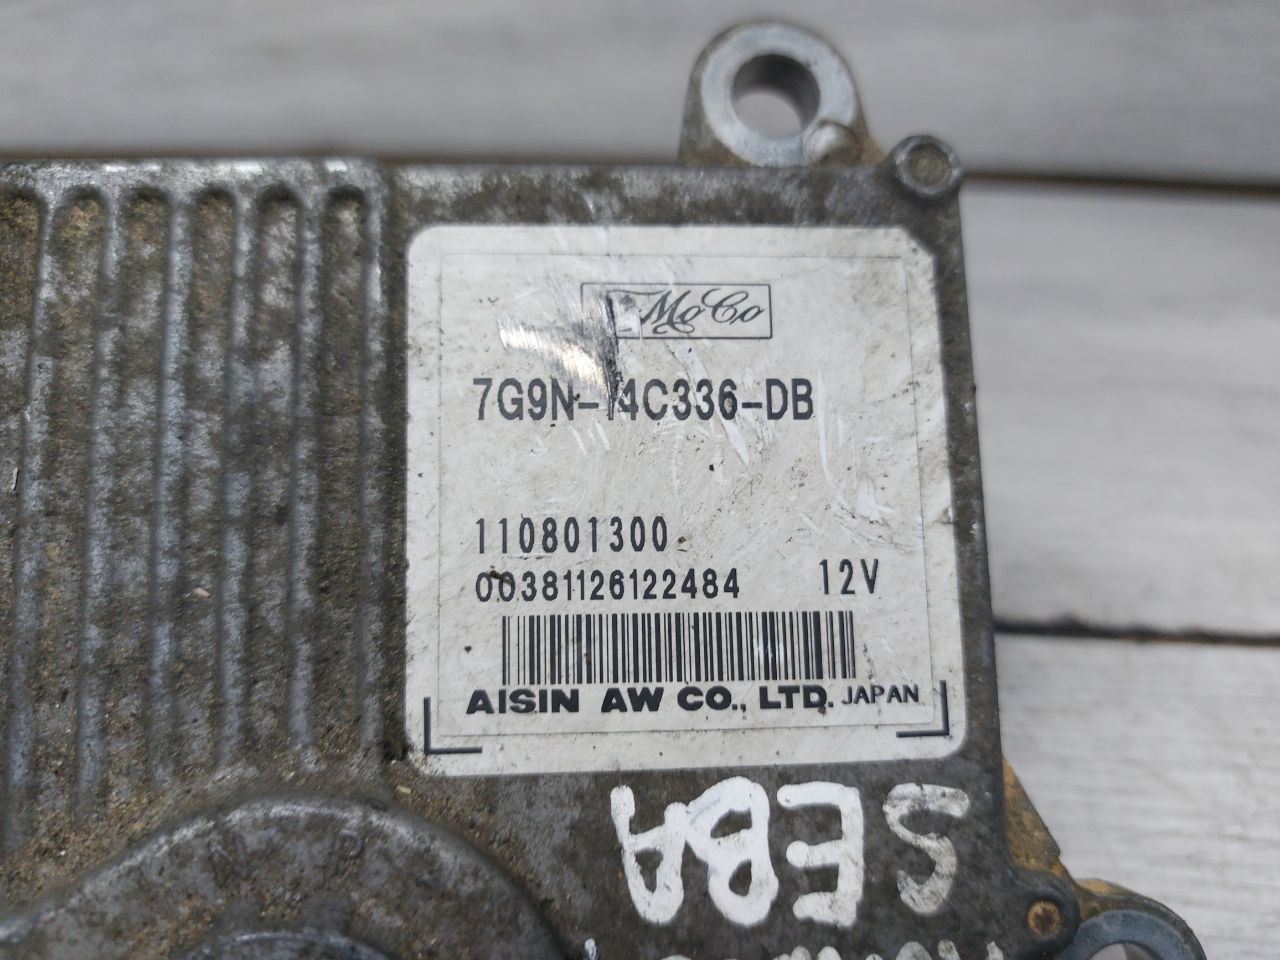 MoCo
7G9N-14C336-DB
110801300
00381126122484 12V
AISIN AW CO., LTD. JAPAN
SEBA
N P